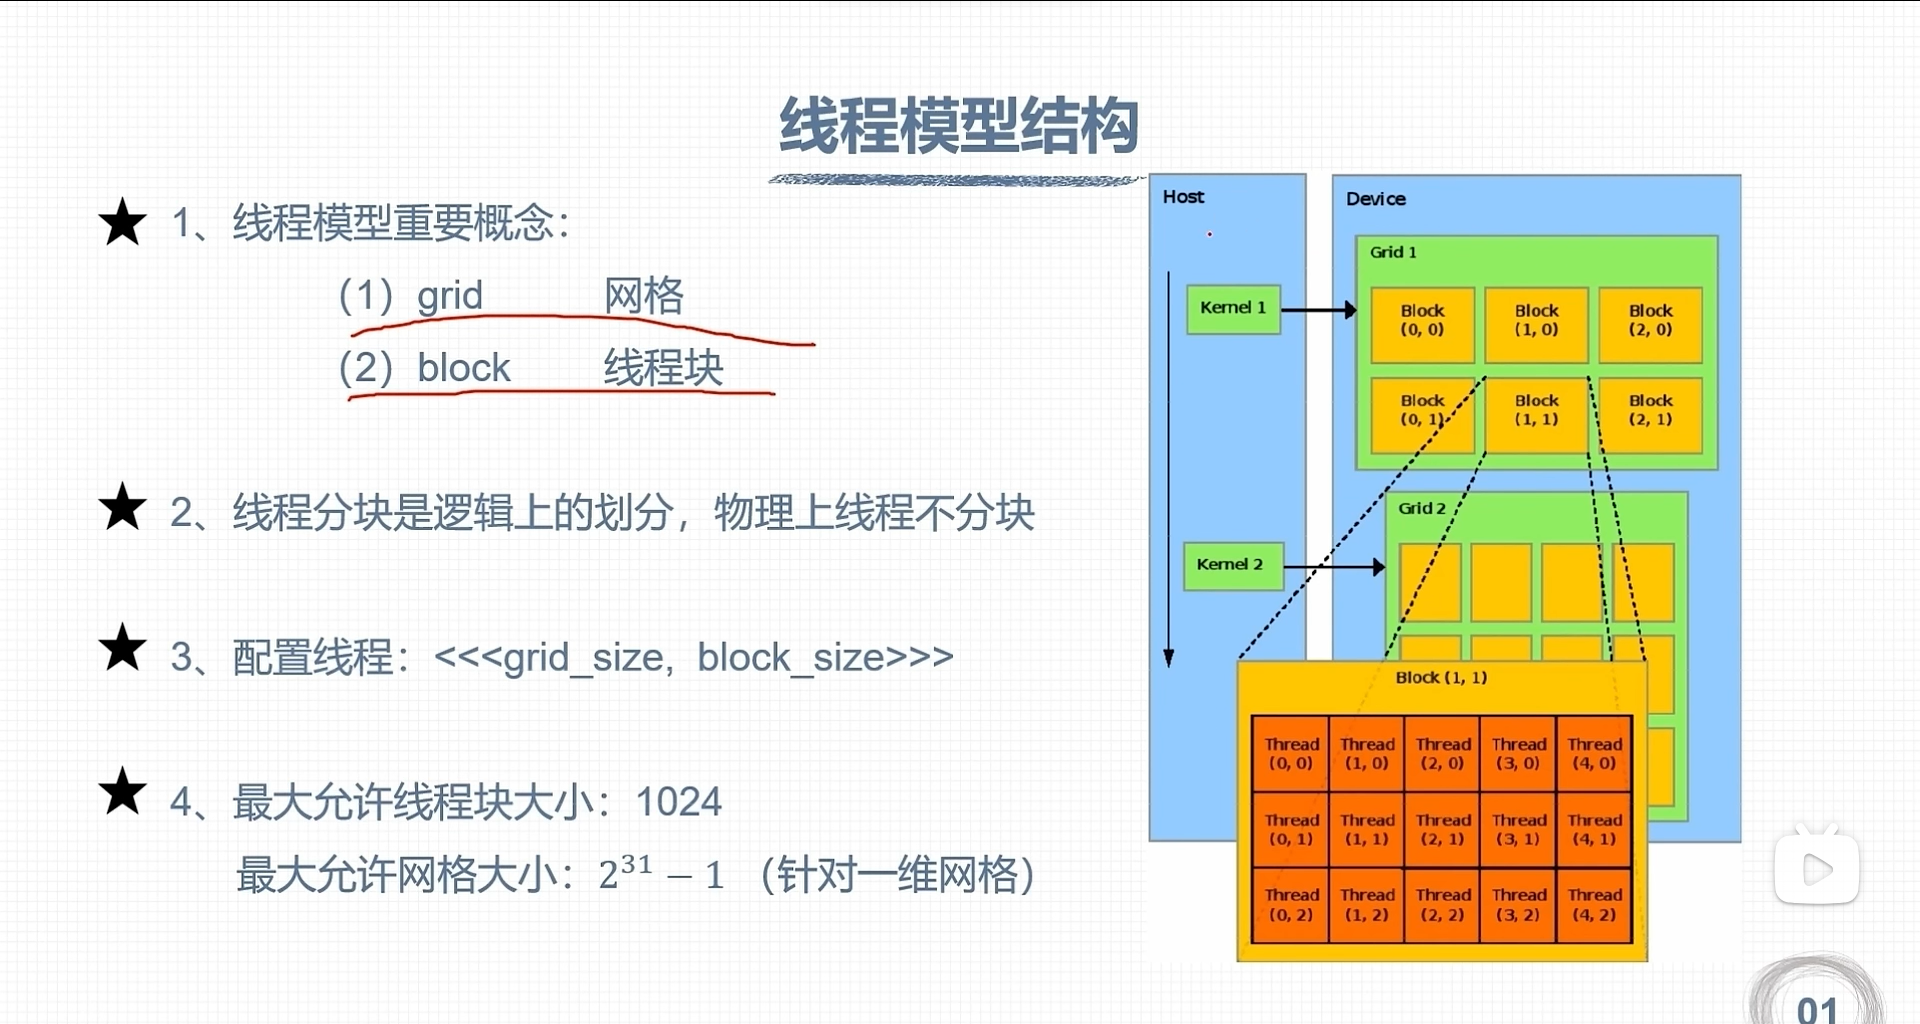 线程模型结构
1、线程模型重要概念：
（1）grid 网格
（2）block 线程块
2、线程分块是逻辑上的划分，物理上线程不分块
3、配置线程：<<<grid_size, block_size>>>
4、最大允许线程块大小：1024
最大允许网格大小：2³¹ − 1 （针对一维网格）
Host
Device
Grid 1
Kernel 1
Block (0, 0)
Block (1, 0)
Block (2, 0)
Block (0, 1)
Block (1, 1)
Block (2, 1)
Grid 2
Kernel 2
Block (1, 1)
Thread (0, 0)
Thread (1, 0)
Thread (2, 0)
Thread (3, 0)
Thread (4, 0)
Thread (0, 1)
Thread (1, 1)
Thread (2, 1)
Thread (3, 1)
Thread (4, 1)
Thread (0, 2)
Thread (1, 2)
Thread (2, 2)
Thread (3, 2)
Thread (4, 2)
01